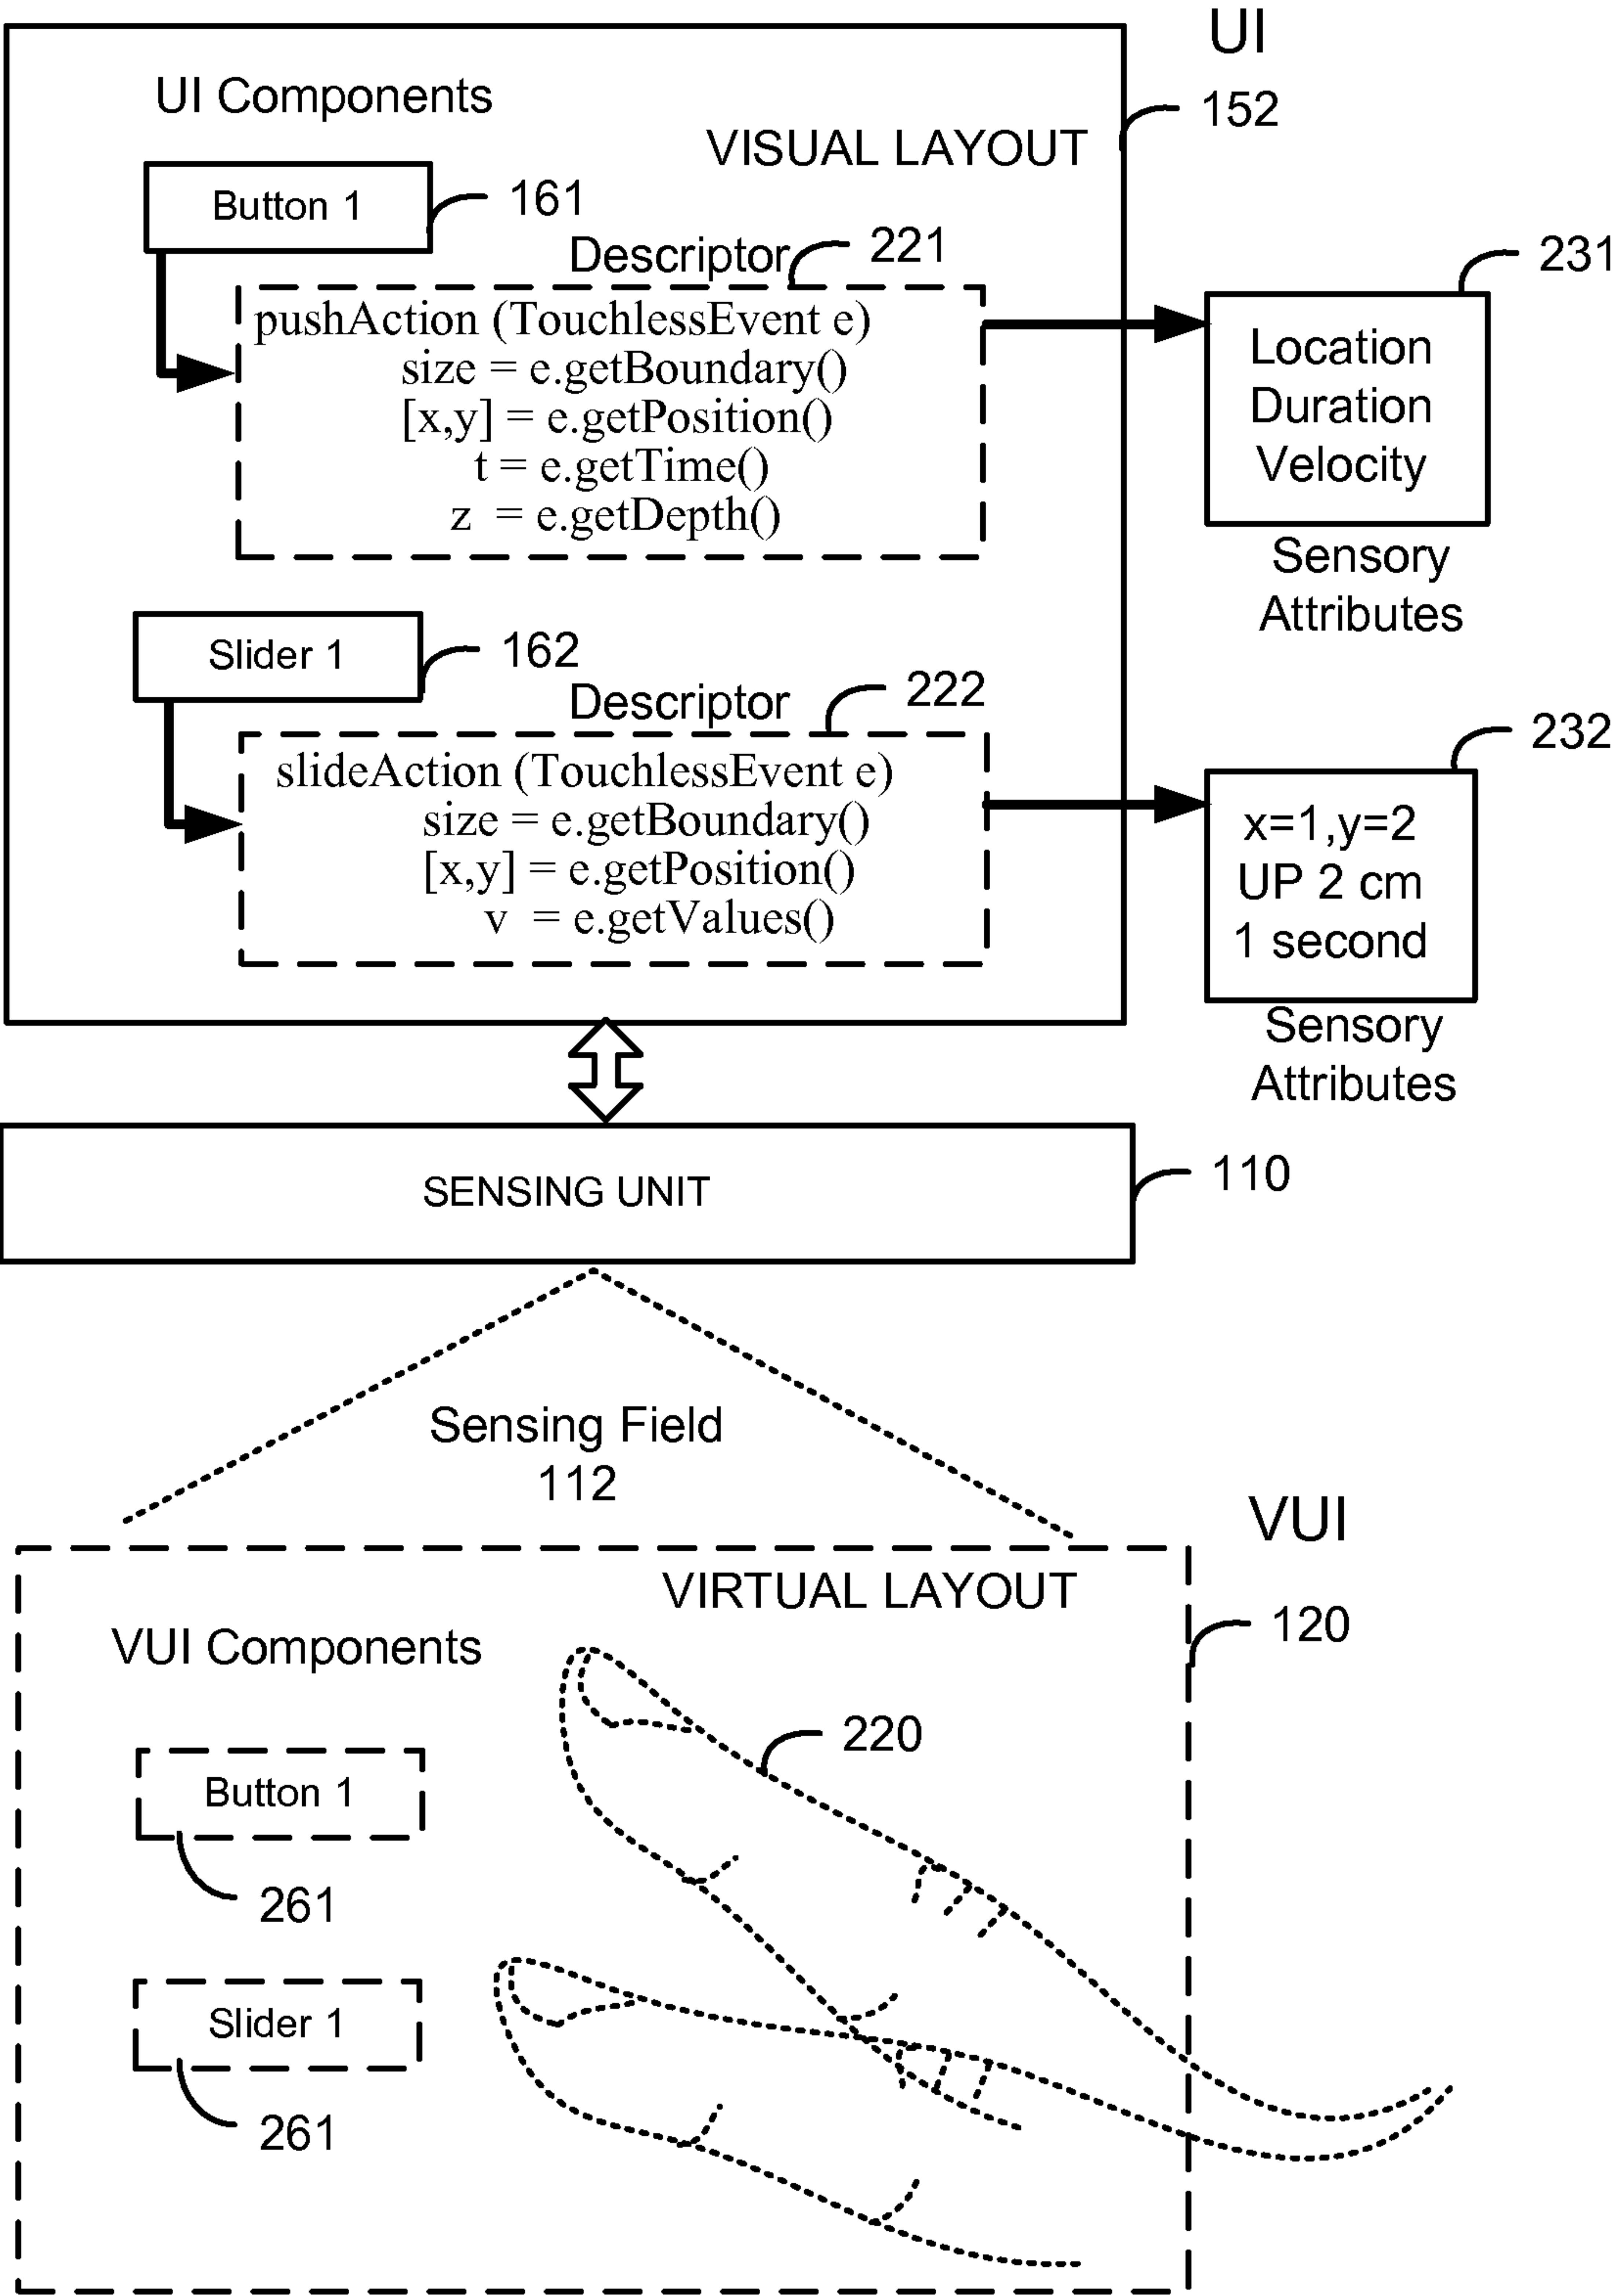 UI
UI Components
152
VISUAL LAYOUT
Button 1
161
Descriptor
221
231
pushAction (TouchlessEvent e)
size = e.getBoundary()
[x,y] = e.getPosition()
t = e.getTime()
z = e.getDepth()
Location
Duration
Velocity
Sensory
Attributes
Slider 1
162
Descriptor
222
232
slideAction (TouchlessEvent e)
size = e.getBoundary()
[x,y] = e.getPosition()
v = e.getValues()
x=1,y=2
UP 2 cm
1 second
Sensory
Attributes
SENSING UNIT
110
Sensing Field
112
VUI
VIRTUAL LAYOUT
120
VUI Components
220
Button 1
261
Slider 1
261